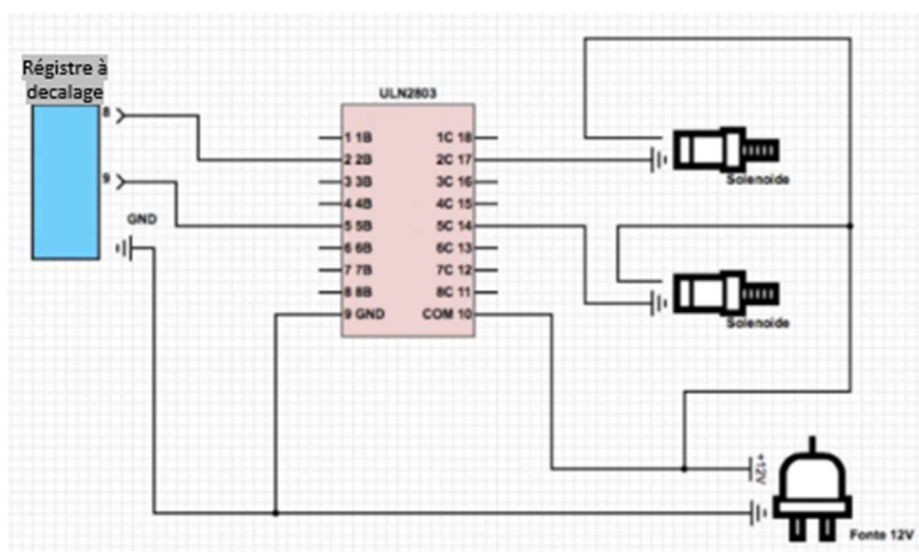 Régistre à
decalage
ULN2803
8
1 1B
1C 18
2 2B
2C 17
Solenoide
9
3 3B
3C 16
4 4B
4C 15
GND
5 5B
5C 14
6 6B
6C 13
7 7B
7C 12
8 8B
8C 11
9 GND
COM 10
Solenoide
+12V
Fonte 12V